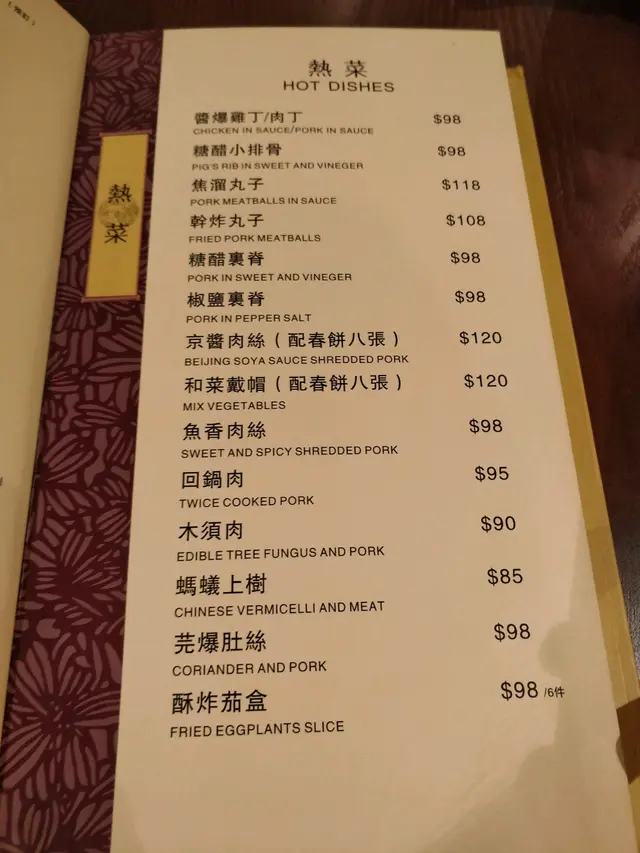 熱菜
熱菜
HOT DISHES
醬爆雞丁/肉丁 $98
CHICKEN IN SAUCE/PORK IN SAUCE
糖醋小排骨 $98
PIG'S RIB IN SWEET AND VINEGER
焦溜丸子 $118
PORK MEATBALLS IN SAUCE
幹炸丸子 $108
FRIED PORK MEATBALLS
糖醋裏脊 $98
PORK IN SWEET AND VINEGER
椒鹽裏脊 $98
PORK IN PEPPER SALT
京醬肉絲(配春餅八張) $120
BEIJING SOYA SAUCE SHREDDED PORK
和菜戴帽(配春餅八張) $120
MIX VEGETABLES
魚香肉絲 $98
SWEET AND SPICY SHREDDED PORK
回鍋肉 $95
TWICE COOKED PORK
木須肉 $90
EDIBLE TREE FUNGUS AND PORK
螞蟻上樹 $85
CHINESE VERMICELLI AND MEAT
芫爆肚絲 $98
CORIANDER AND PORK
酥炸茄盒 $98 /6件
FRIED EGGPLANTS SLICE